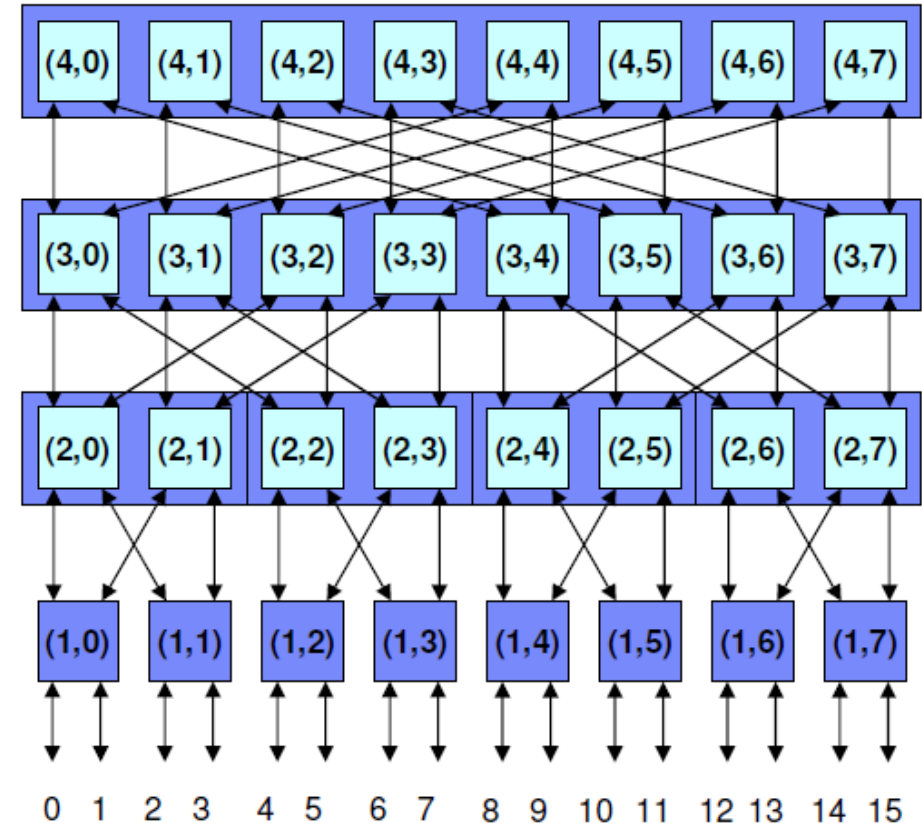 (4,0) (4,1) (4,2) (4,3) (4,4) (4,5) (4,6) (4,7)
(3,0) (3,1) (3,2) (3,3) (3,4) (3,5) (3,6) (3,7)
(2,0) (2,1) (2,2) (2,3) (2,4) (2,5) (2,6) (2,7)
(1,0) (1,1) (1,2) (1,3) (1,4) (1,5) (1,6) (1,7)
0 1 2 3 4 5 6 7 8 9 10 11 12 13 14 15